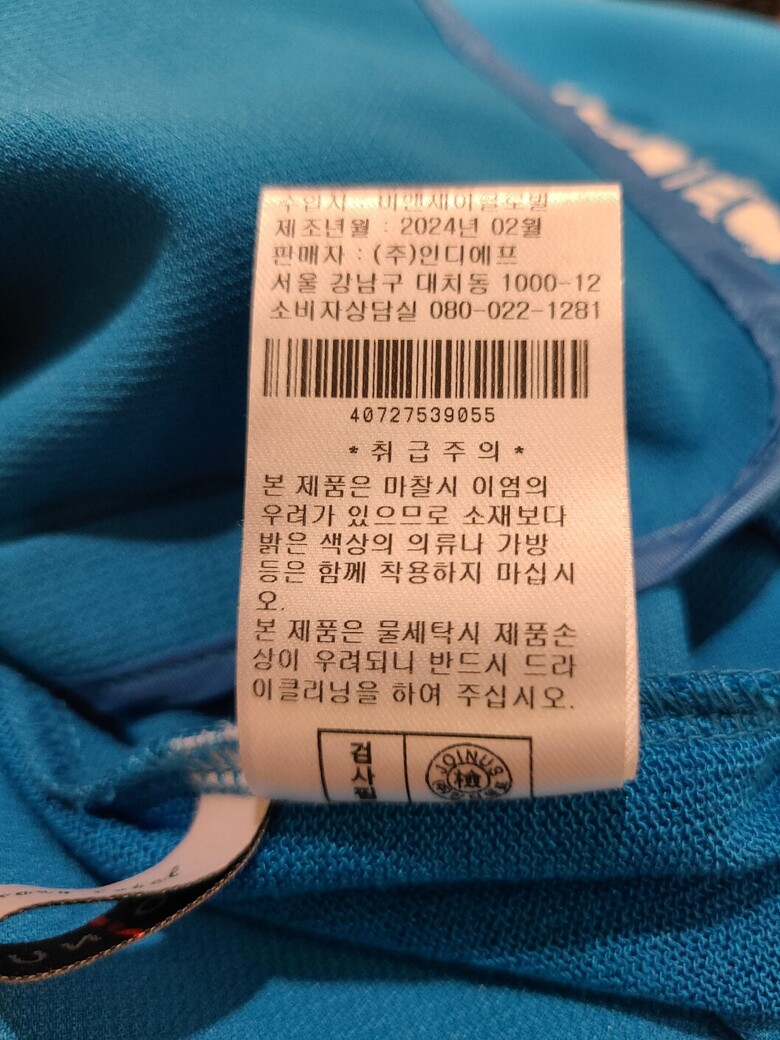 제조년월 : 2024년 02월
판매자 : (주)인디에프
서울 강남구 대치동 1000-12
소비자상담실 080-022-1281
40727539055
* 취 급 주 의 *
본 제품은 마찰시 이염의
우려가 있으므로 소재보다
밝은 색상의 의류나 가방
등은 함께 착용하지 마십시
오.
본 제품은 물세탁시 제품손
상이 우려되니 반드시 드라
이클리닝을 하여 주십시오.
검사필
JOINUS
檢